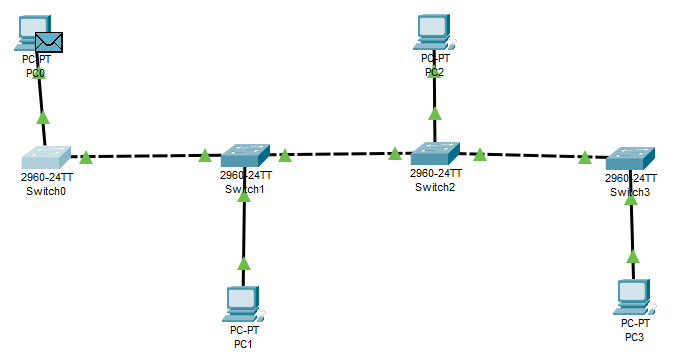 PC-PT
PC0
PC-PT
PC2
2960-24TT
Switch0
2960-24TT
Switch1
2960-24TT
Switch2
2960-24TT
Switch3
PC-PT
PC1
PC-PT
PC3